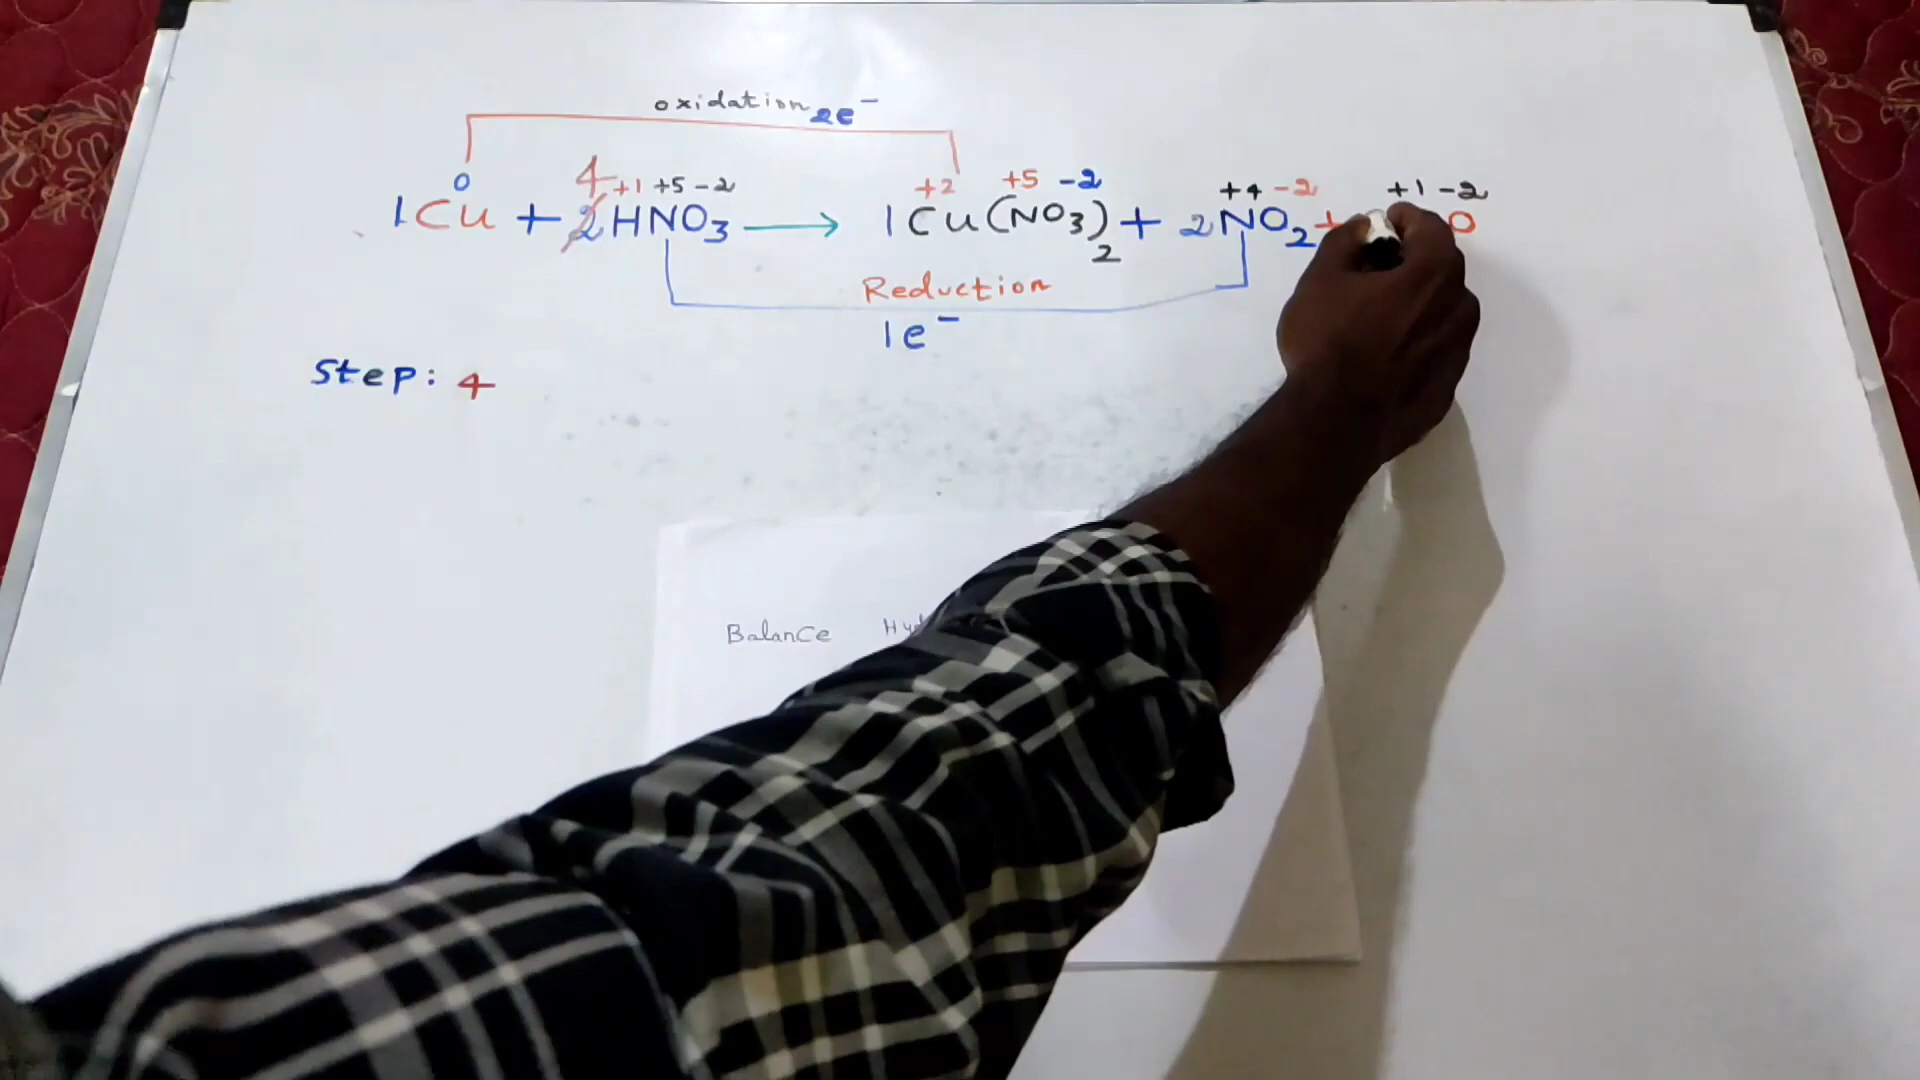 oxidation 2e⁻
0 4 +1 +5 -2 +2 +5 -2 +4 -2 +1 -2
1Cu + 2HNO₃ → 1Cu(NO₃)₂ + 2NO₂ + O
Reduction
1e⁻
Step: 4
Balance